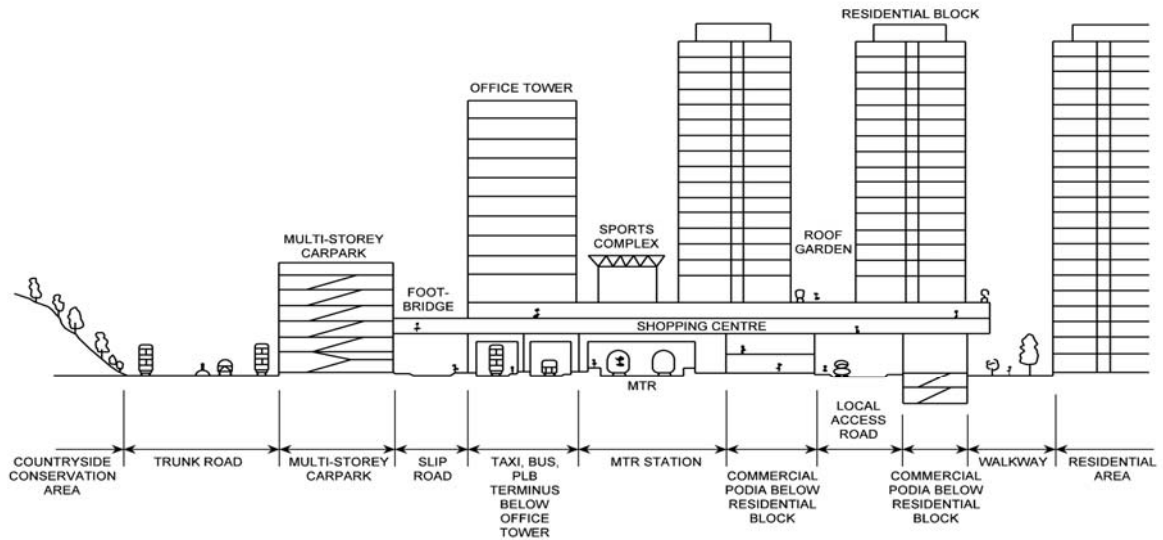 RESIDENTIAL BLOCK
OFFICE TOWER
MULTI-STOREY
CARPARK
SPORTS
COMPLEX
ROOF
GARDEN
FOOT-
BRIDGE
SHOPPING CENTRE
MTR
LOCAL
ACCESS
ROAD
COUNTRYSIDE
CONSERVATION
AREA
TRUNK ROAD
MULTI-STOREY
CARPARK
SLIP
ROAD
TAXI, BUS,
PLB
TERMINUS
BELOW
OFFICE
TOWER
MTR STATION
COMMERCIAL
PODIA BELOW
RESIDENTIAL
BLOCK
COMMERCIAL
PODIA BELOW
RESIDENTIAL
BLOCK
WALKWAY
RESIDENTIAL
AREA